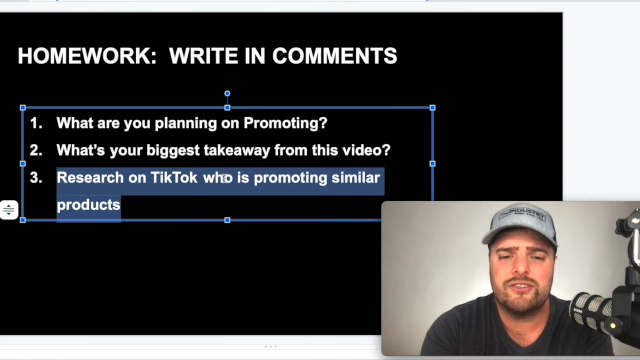 HOMEWORK:  WRITE IN COMMENTS
1. What are you planning on Promoting?
2. What's your biggest takeaway from this video?
3. Research on TikTok who is promoting similar
products
INDUSTRY